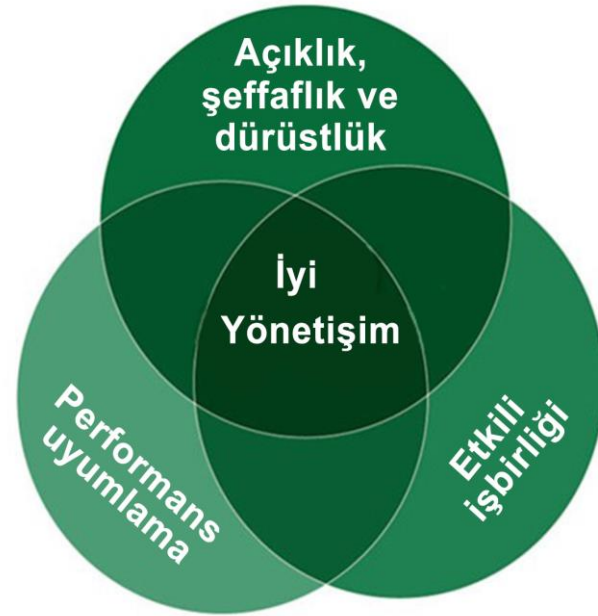 Açıklık,
şeffaflık ve
dürüstlük
İyi
Yönetişim
Performans
uyumlama
Etkili
işbirliği